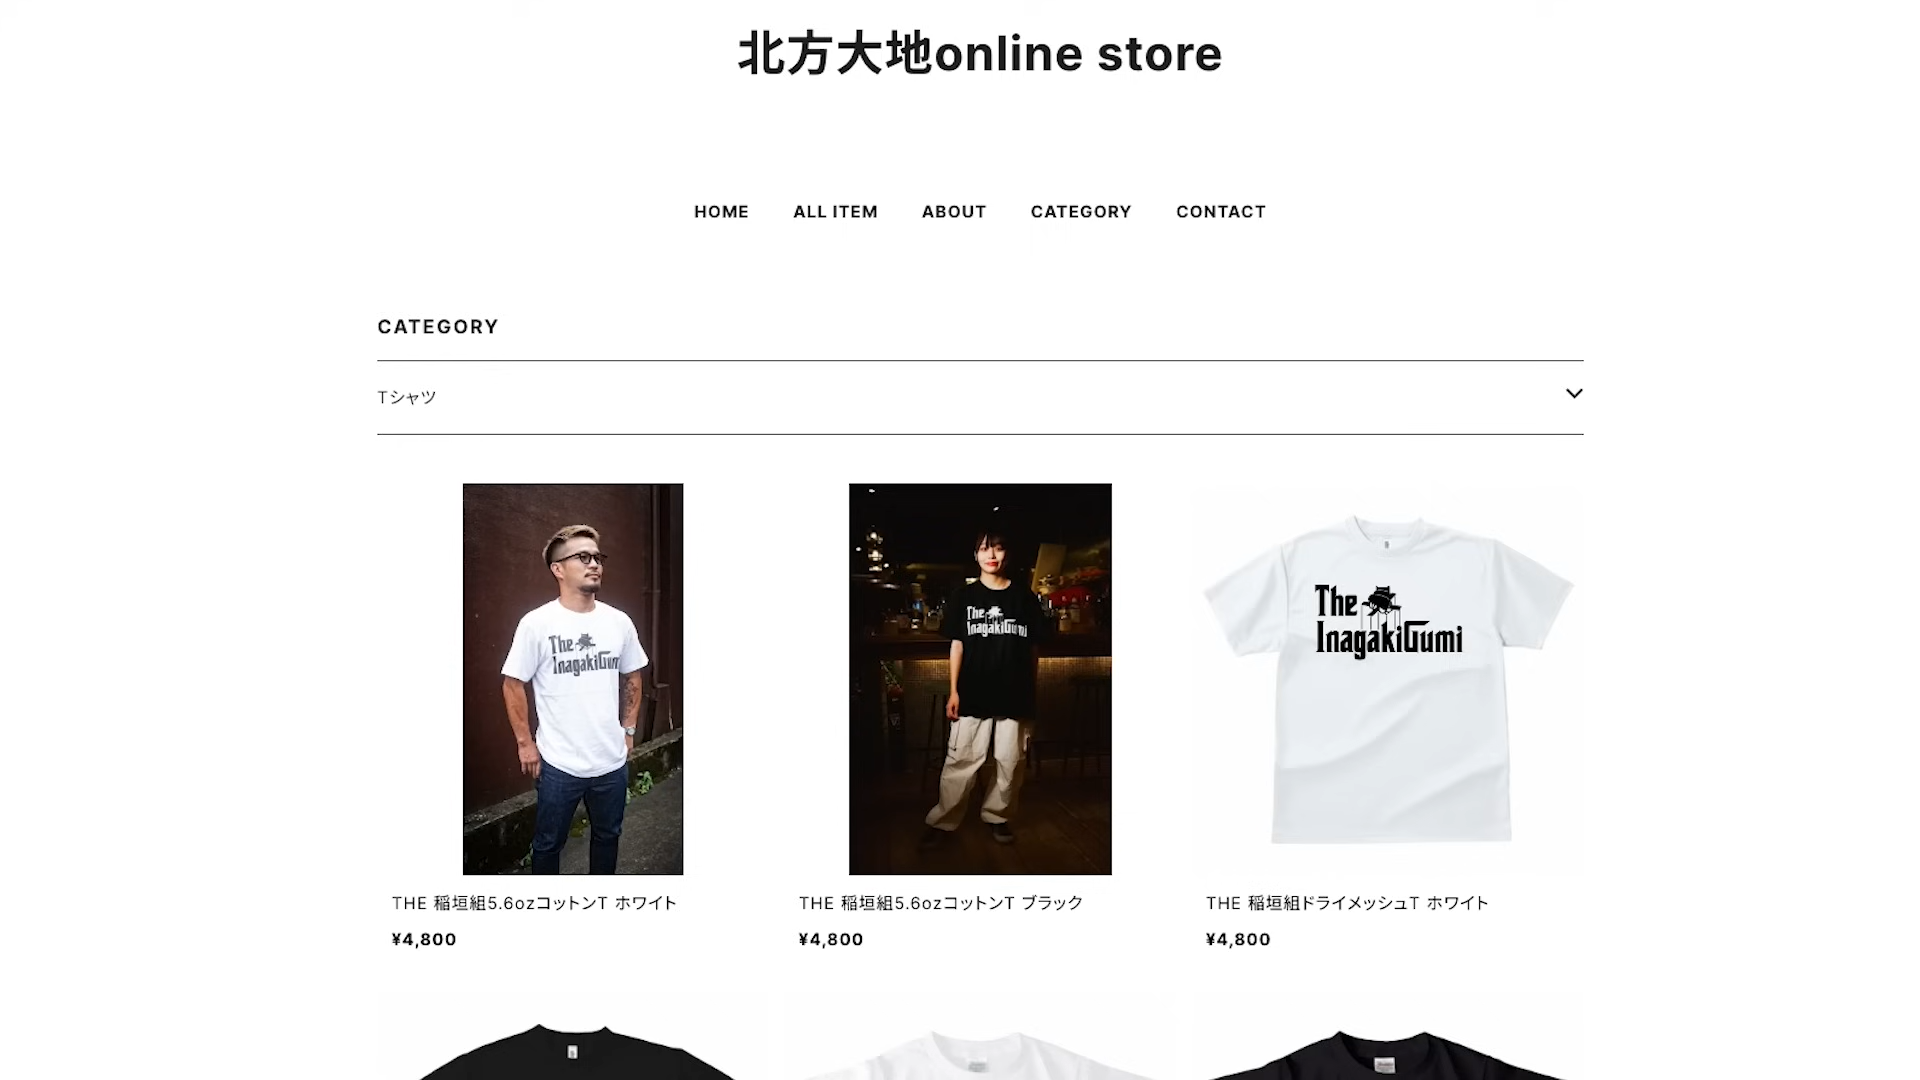 北方大地online store
HOME ALL ITEM ABOUT CATEGORY CONTACT
CATEGORY
Tシャツ
The
InagakiGumi
The
InagakiGumi
The
InagakiGumi
THE 稲垣組5.6ozコットンT ホワイト
¥4,800
THE 稲垣組5.6ozコットンT ブラック
¥4,800
THE 稲垣組ドライメッシュT ホワイト
¥4,800